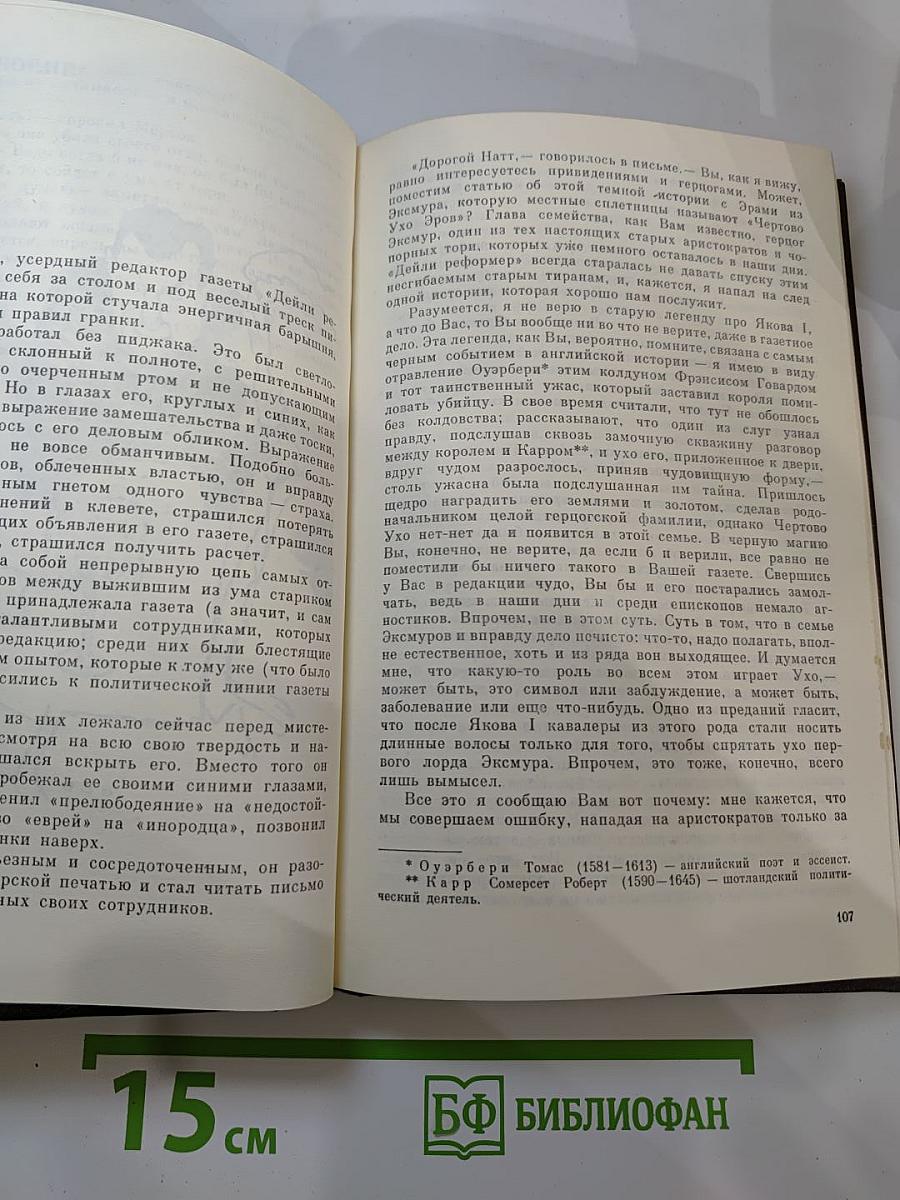 , усердный редактор газеты «Дейли ре-
себя за столом и под веселый треск пи-
на которой стучала энергичная барышня,
правил гранки.
работал без пиджака. Это был светло-
склонный к полноте, с решительными
о очерченным ртом и не допускающим
Но в глазах его, круглых и синих, как
выражение замешательства и даже тоски,
лось с его деловым обликом. Выражение
не вовсе обманчивым. Подобно боль-
ов, облеченных властью, он и вправду
ным гнетом одного чувства — страха.
нений в клевете, страшился потерять
щих объявления в его газете, страшился
, страшился получить расчет.
а собой непрерывную цепь самых от-
ов между выжившим из ума стариком
принадлежала газета (а значит, и сам
талантливыми сотрудниками, которых
редакцию; среди них были блестящие
м опытом, которые к тому же (что было
сились к политической линии газеты
из них лежало сейчас перед мисте-
смотря на всю свою твердость и на-
шался вскрыть его. Вместо того он
робежал ее своими синими глазами,
енил «прелюбодеяние» на «недостой-
во «еврей» на «инородца», позвонил
нки наверх.
ьезным и сосредоточенным, он разо-
рской печатью и стал читать письмо
ных своих сотрудников.
«Дорогой Натт,— говорилось в письме.— Вы, как я вижу,
равно интересуетесь привидениями и герцогами. Может,
поместим статью об этой темной истории с Эрами из
Эксмура, которую местные сплетницы называют «Чертово
Ухо Эров»? Глава семейства, как Вам известно, герцог
Эксмур, один из тех настоящих старых аристократов и чо-
порных тори, которых уже немного оставалось в наши дни.
«Дейли реформер» всегда старалась не давать спуску этим
несгибаемым старым тиранам, и, кажется, я напал на след
одной истории, которая хорошо нам послужит.
Разумеется, я не верю в старую легенду про Якова I,
а что до Вас, то Вы вообще ни во что не верите, даже в газетное
дело. Эта легенда, как Вы, вероятно, помните, связана с самым
черным событием в английской истории — я имею в виду
отравление Оуэрбери* этим колдуном Фрэнсисом Говардом
и тот таинственный ужас, который заставил короля поми-
ловать убийцу. В свое время считали, что тут не обошлось
без колдовства; рассказывают, что один из слуг узнал
правду, подслушав сквозь замочную скважину разговор
между королем и Карром**, и ухо его, приложенное к двери,
вдруг чудом разрослось, приняв чудовищную форму,—
столь ужасна была подслушанная им тайна. Пришлось
щедро наградить его землями и золотом, сделав родо-
начальником целой герцогской фамилии, однако Чертово
Ухо нет-нет да и появится в этой семье. В черную магию
Вы, конечно, не верите, да если б и верили, все равно не
поместили бы ничего такого в Вашей газете. Свершись
у Вас в редакции чудо, Вы бы и его постарались замол-
чать, ведь в наши дни и среди епископов немало аг-
ностиков. Впрочем, не в этом суть. Суть в том, что в семье
Эксмуров и вправду дело нечисто: что-то, надо полагать, впол-
не естественное, хоть и из ряда вон выходящее. И думается
мне, что какую-то роль во всем этом играет Ухо,—
может быть, это символ или заблуждение, а может быть,
заболевание или еще что-нибудь. Одно из преданий гласит,
что после Якова I кавалеры из этого рода стали носить
длинные волосы только для того, чтобы спрятать ухо пер-
вого лорда Эксмура. Впрочем, это тоже, конечно, всего
лишь вымысел.
Все это я сообщаю Вам вот почему: мне кажется, что
мы совершаем ошибку, нападая на аристократов только за
* Оуэрбери Томас (1581—1613) — английский поэт и эссеист.
** Карр Сомерсет Роберт (1590—1645) — шотландский полити-
ческий деятель.
107
15 см
БФ БИБЛИОФАН